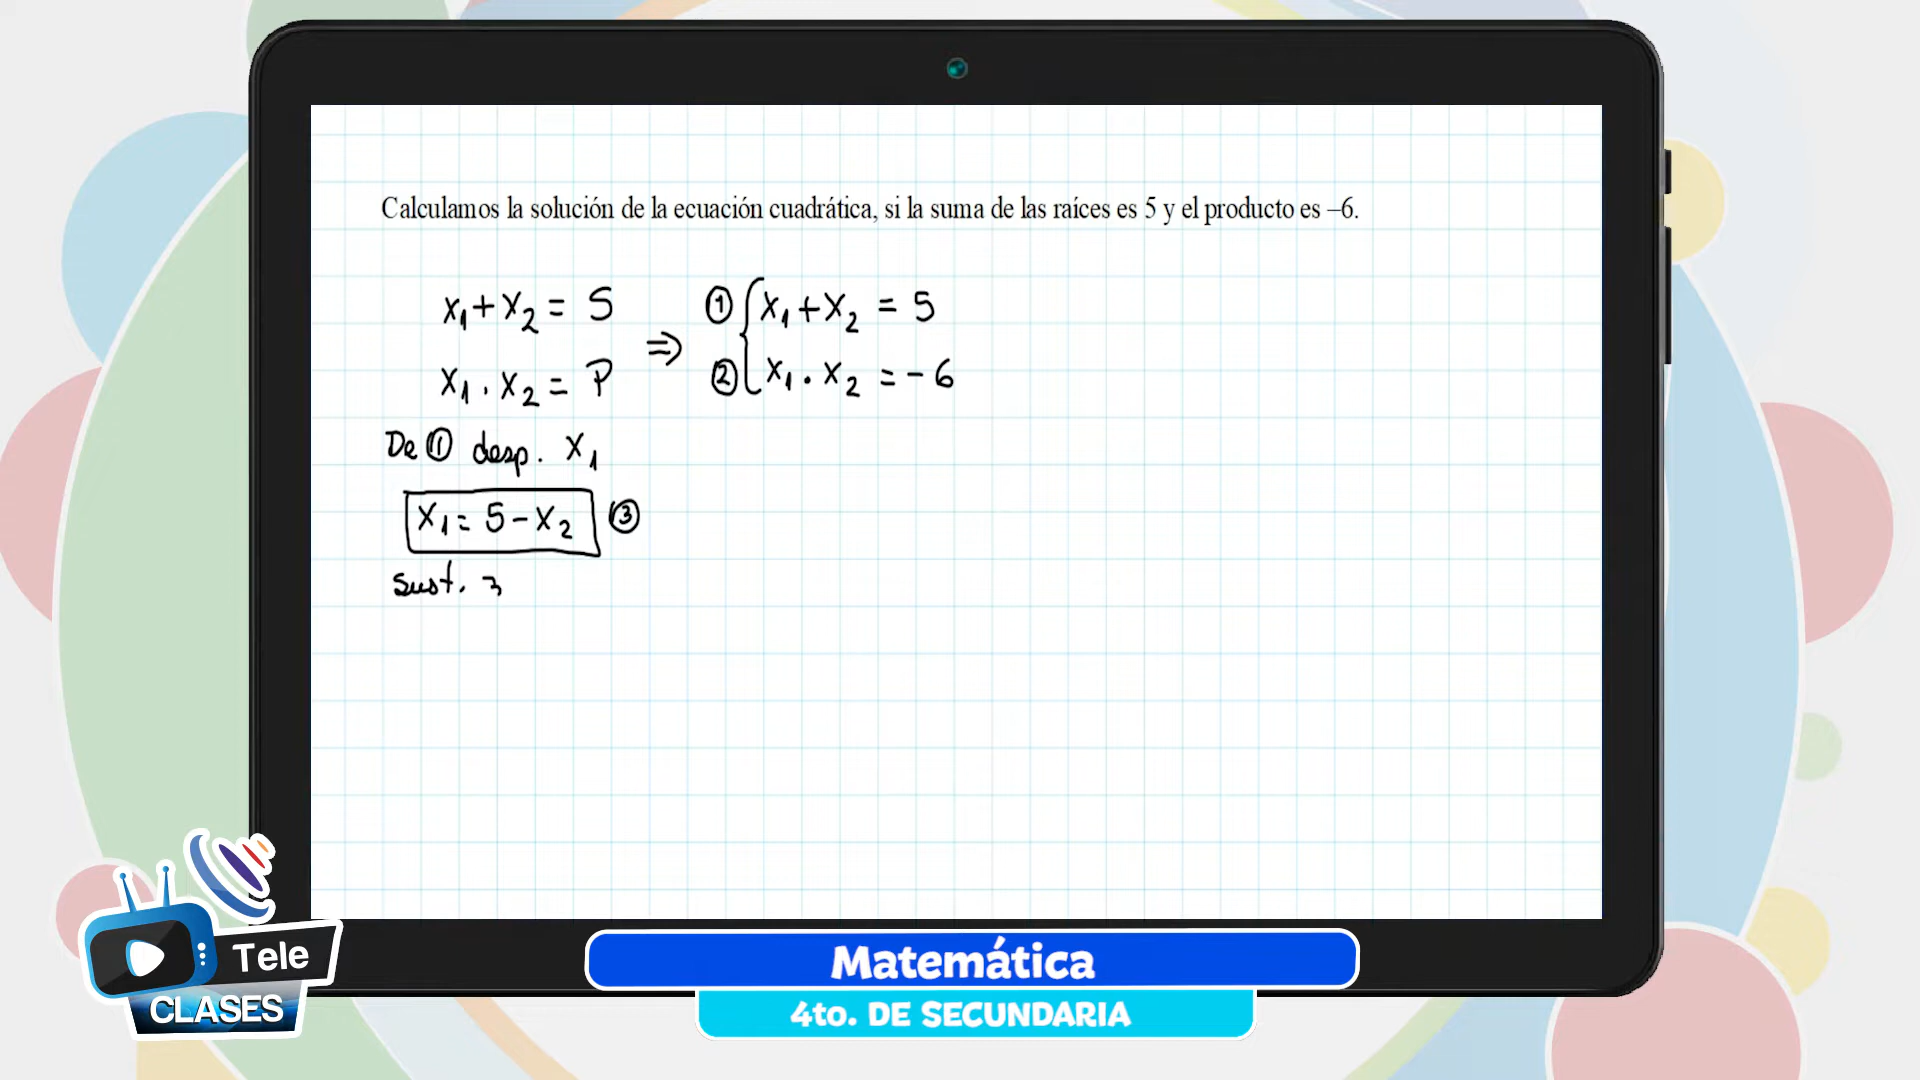 Calculamos la solución de la ecuación cuadrática, si la suma de las raíces es 5 y el producto es –6.
x₁+x₂ = S
x₁ . x₂ = P
⇒
① x₁+x₂ = 5
② x₁ . x₂ = -6
De ① desp. x₁
x₁ = 5-x₂ ③
Sust. 3
Tele
CLASES
Matemática
4to. DE SECUNDARIA